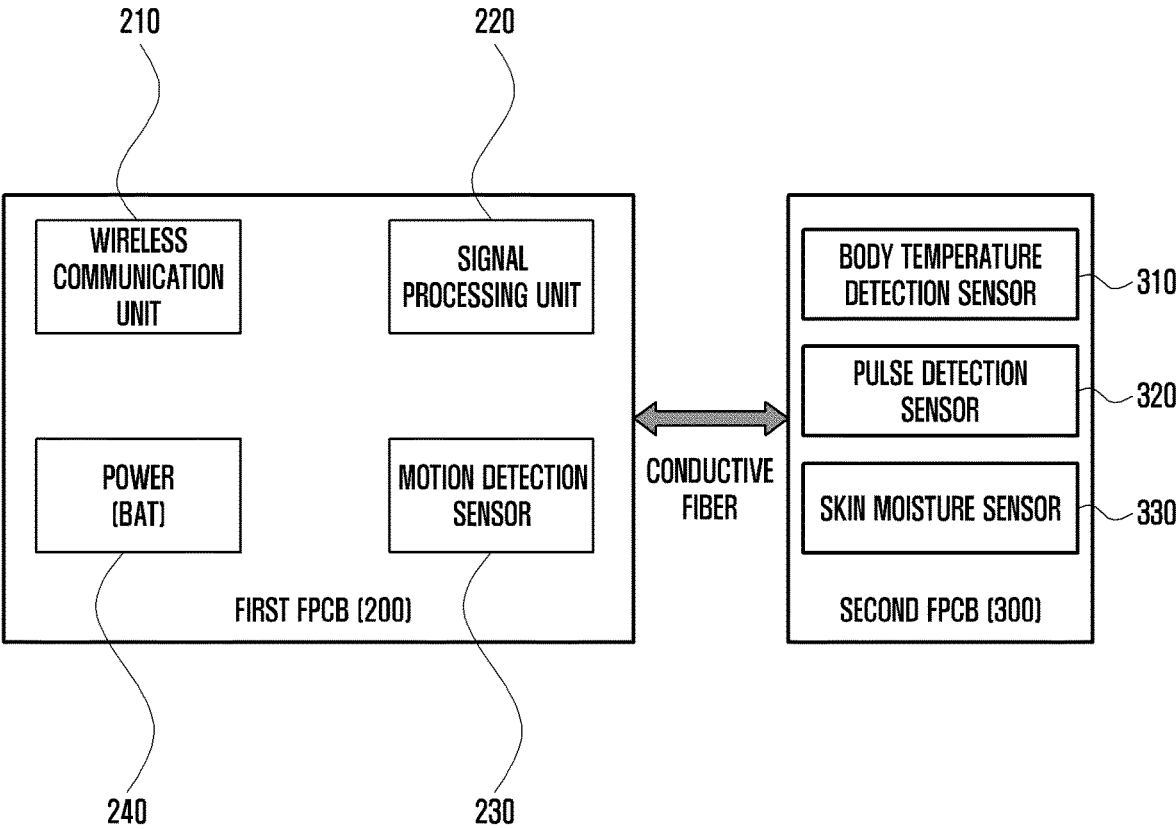 210
220
WIRELESS
COMMUNICATION
UNIT
SIGNAL
PROCESSING UNIT
BODY TEMPERATURE
DETECTION SENSOR
310
PULSE DETECTION
SENSOR
320
POWER
(BAT)
MOTION DETECTION
SENSOR
CONDUCTIVE
FIBER
SKIN MOISTURE SENSOR
330
FIRST FPCB (200)
SECOND FPCB (300)
240
230